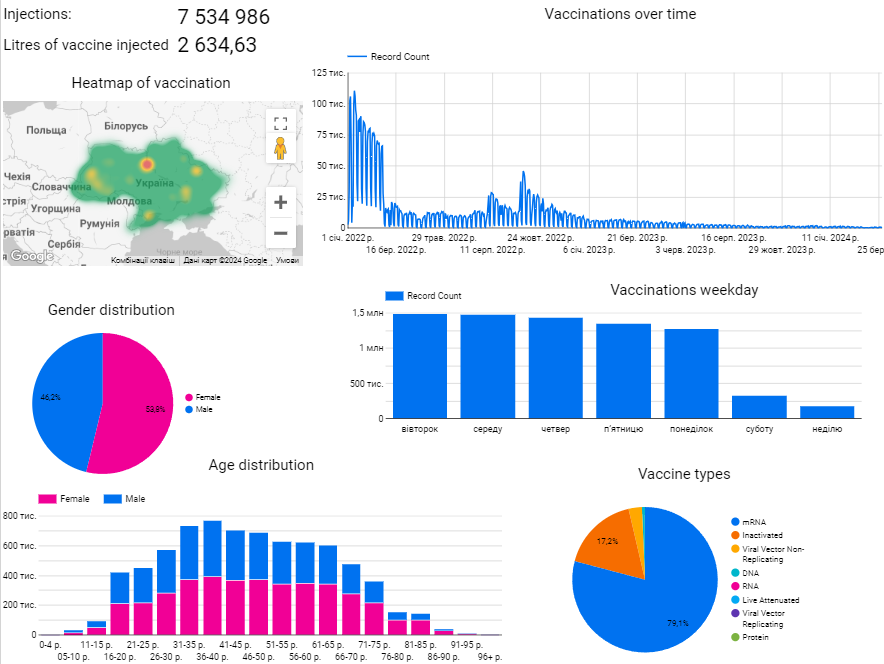 Injections:
7 534 986
Litres of vaccine injected
2 634,63
Heatmap of vaccination
Польща
Білорусь
Чехія
Словаччина
Україна
стрія
Угорщина
Молдова
рватія
Румунія
Сербія
Чорне море
Google
Комбінації клавіш
Дані карт ©2024 Google
Умови
Vaccinations over time
Record Count
125 тис.
100 тис.
75 тис.
50 тис.
25 тис.
0
1 січ. 2022 р.
29 трав. 2022 р.
24 жовт. 2022 р.
21 бер. 2023 р.
16 серп. 2023 р.
11 січ. 2024 р.
16 бер. 2022 р.
11 серп. 2022 р.
6 січ. 2023 р.
3 черв. 2023 р.
29 жовт. 2023 р.
25 бер
Gender distribution
46,2%
53,8%
Female
Male
Vaccinations weekday
Record Count
1,5 млн
1 млн
500 тис.
0
вівторок
середу
четвер
п'ятницю
понеділок
суботу
неділю
Age distribution
Female
Male
800 тис.
600 тис.
400 тис.
200 тис.
0
0-4 р.
11-15 р.
21-25 р.
31-35 р.
41-45 р.
51-55 р.
61-65 р.
71-75 р.
81-85 р.
91-95 р.
05-10 р.
16-20 р.
26-30 р.
36-40 р.
46-50 р.
56-60 р.
66-70 р.
76-80 р.
86-90 р.
96+ р.
Vaccine types
17,2%
79,1%
mRNA
Inactivated
Viral Vector Non-
Replicating
DNA
RNA
Live Attenuated
Viral Vector
Replicating
Protein